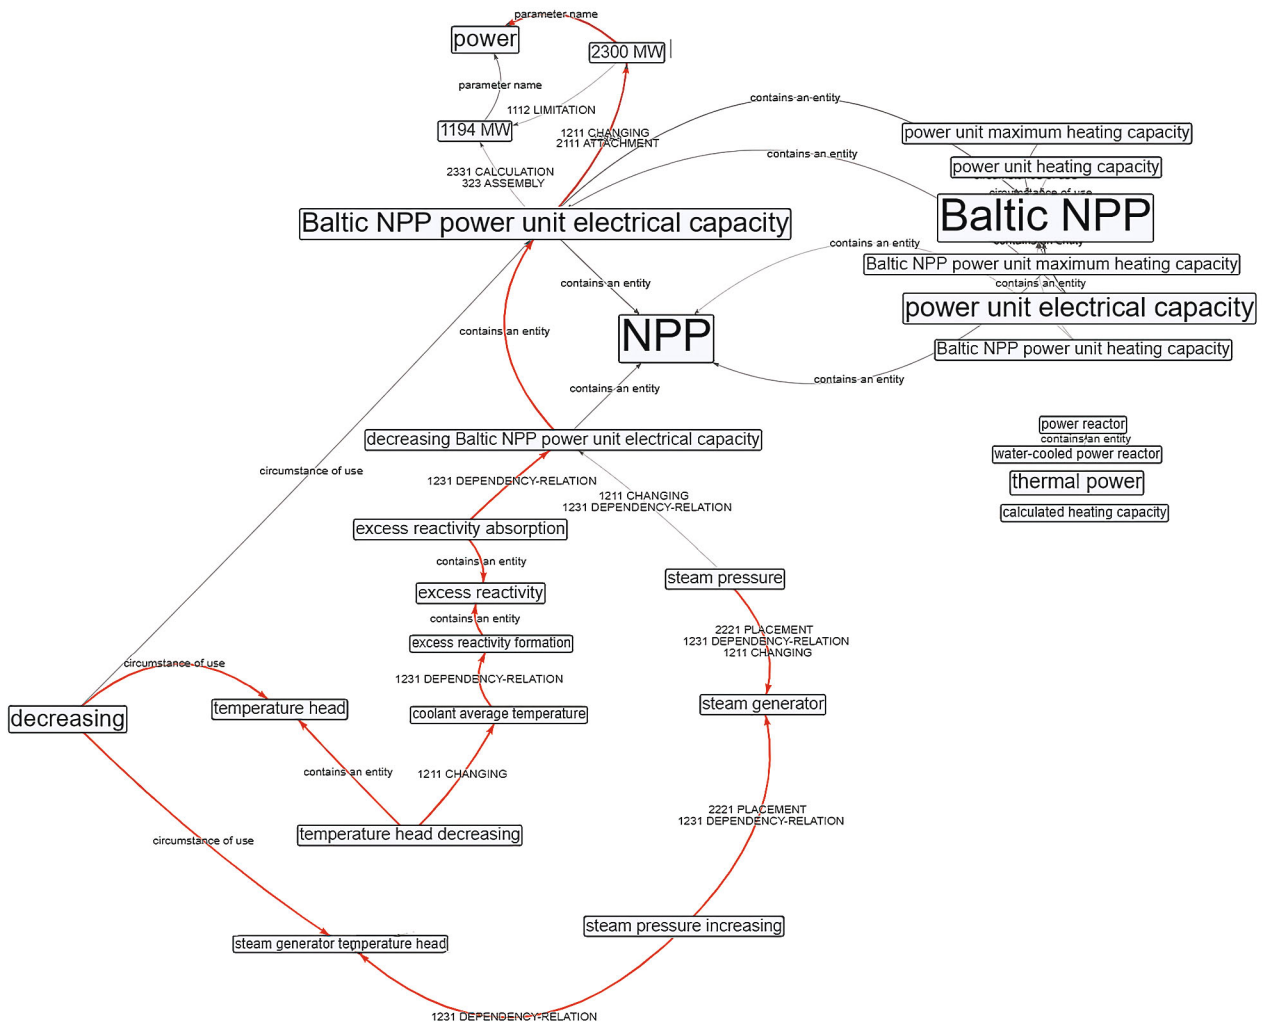 parameter name
power
2300 MW
parameter name
1112 LIMITATION
contains an entity
1194 MW
1211 CHANGING
2111 ATTACHMENT
power unit maximum heating capacity
contains an entity
power unit heating capacity
2331 CALCULATION
323 ASSEMBLY
circumstance of use
Baltic NPP power unit electrical capacity
Baltic NPP
contains an entity
contains an entity
Baltic NPP power unit maximum heating capacity
contains an entity
contains an entity
power unit electrical capacity
contains an entity
NPP
Baltic NPP power unit heating capacity
contains an entity
contains an entity
power reactor
decreasing Baltic NPP power unit electrical capacity
contains an entity
water-cooled power reactor
circumstance of use
1231 DEPENDENCY-RELATION
thermal power
1211 CHANGING
1231 DEPENDENCY-RELATION
calculated heating capacity
excess reactivity absorption
contains an entity
steam pressure
excess reactivity
contains an entity
2221 PLACEMENT
1231 DEPENDENCY-RELATION
1211 CHANGING
excess reactivity formation
circumstance of use
1231 DEPENDENCY-RELATION
steam generator
temperature head
decreasing
coolant average temperature
contains an entity
1211 CHANGING
2221 PLACEMENT
1231 DEPENDENCY-RELATION
temperature head decreasing
circumstance of use
steam pressure increasing
steam generator temperature head
1231 DEPENDENCY-RELATION